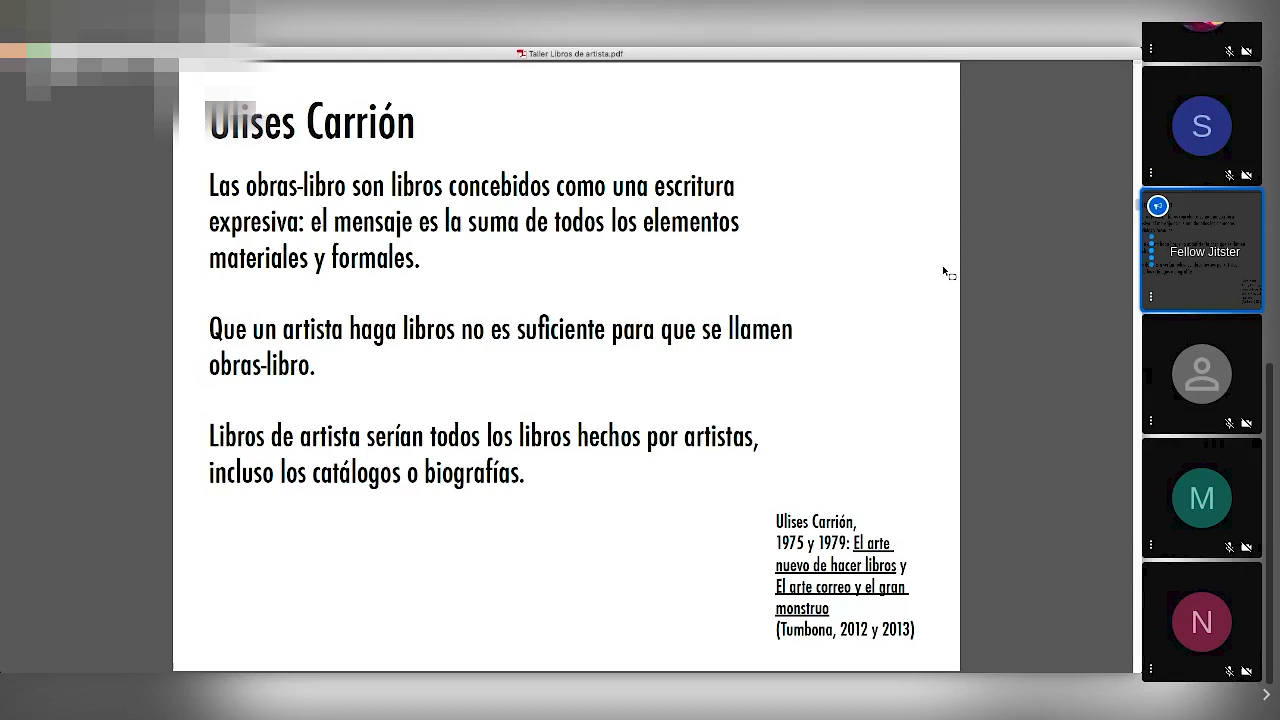 Taller Libros de artista.pdf
Ulises Carrión
Las obras-libro son libros concebidos como una escritura
expresiva: el mensaje es la suma de todos los elementos
materiales y formales.
Que un artista haga libros no es suficiente para que se llamen
obras-libro.
Libros de artista serían todos los libros hechos por artistas,
incluso los catálogos o biografías.
Ulises Carrión,
1975 y 1979: El arte
nuevo de hacer libros y
El arte correo y el gran
monstruo
(Tumbona, 2012 y 2013)
S
Fellow Jitster
M
N